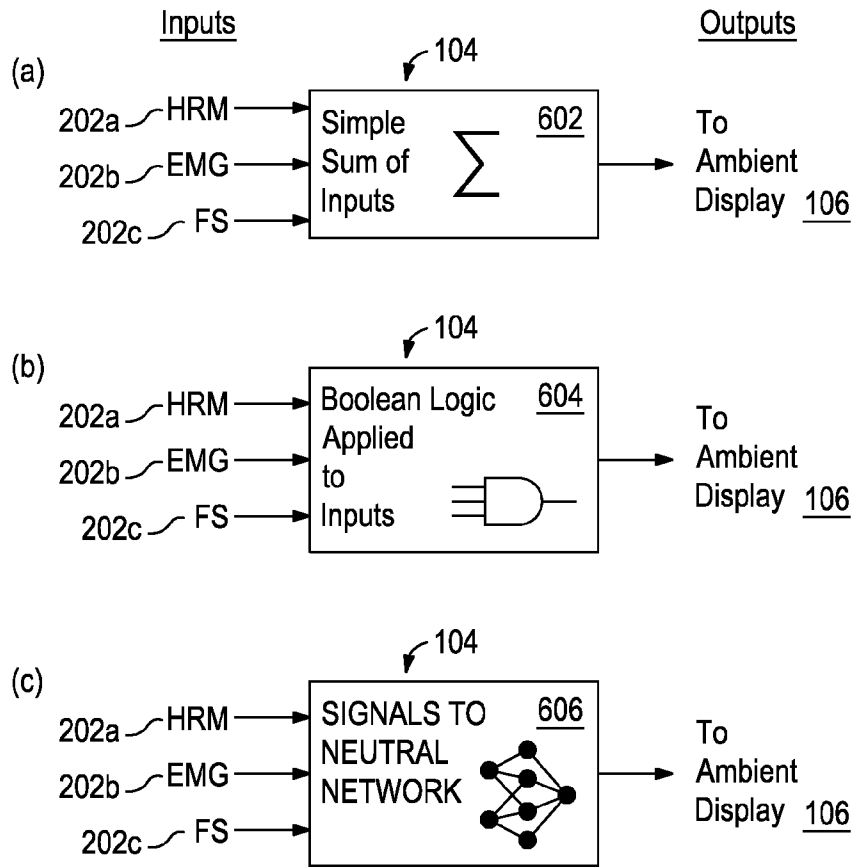 Inputs
Outputs
(a)
104
202a HRM
202b EMG
202c FS
Simple
Sum of
Inputs
Σ
602
To
Ambient
Display 106
(b)
104
202a HRM
202b EMG
202c FS
Boolean Logic
Applied
to
Inputs
604
To
Ambient
Display 106
(c)
104
202a HRM
202b EMG
202c FS
SIGNALS TO
NEUTRAL
NETWORK
606
To
Ambient
Display 106